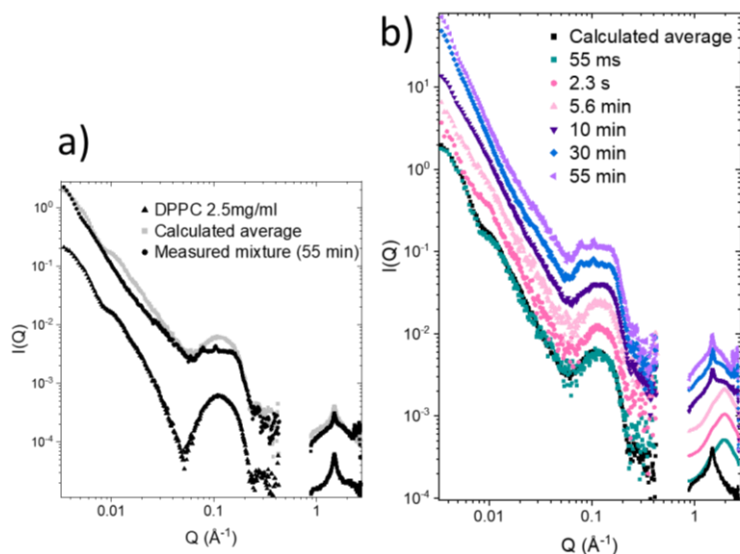 a)
10⁰
10⁻¹
10⁻²
10⁻³
10⁻⁴
I(Q)
DPPC 2.5mg/ml
Calculated average
Measured mixture (55 min)
0.01
0.1
1
Q (Å⁻¹)
b)
10¹
10⁰
10⁻¹
10⁻²
10⁻³
10⁻⁴
I(Q)
Calculated average
55 ms
2.3 s
5.6 min
10 min
30 min
55 min
0.01
0.1
1
Q (Å⁻¹)